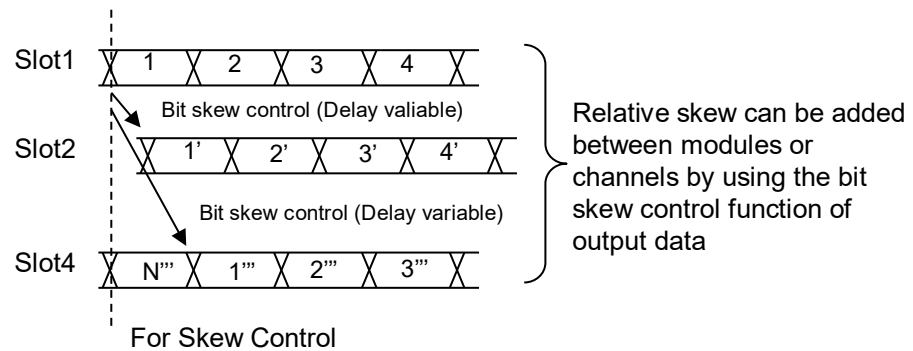 Slot1
1 2 3 4
Bit skew control (Delay valiable)
Slot2
1’ 2’ 3’ 4’
Bit skew control (Delay variable)
Slot4
N”’ 1”’ 2”’ 3”’
Relative skew can be added
between modules or
channels by using the bit
skew control function of
output data
For Skew Control